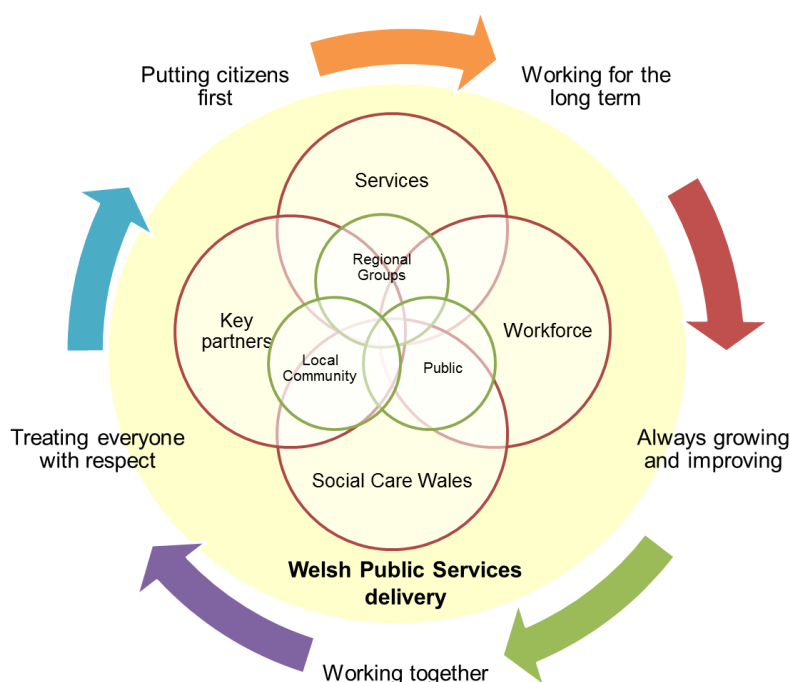 Putting citizens
first
Working for the
long term
Services
Regional
Groups
Key
partners
Workforce
Local
Community
Public
Treating everyone
with respect
Always growing
and improving
Social Care Wales
Welsh Public Services
delivery
Working together